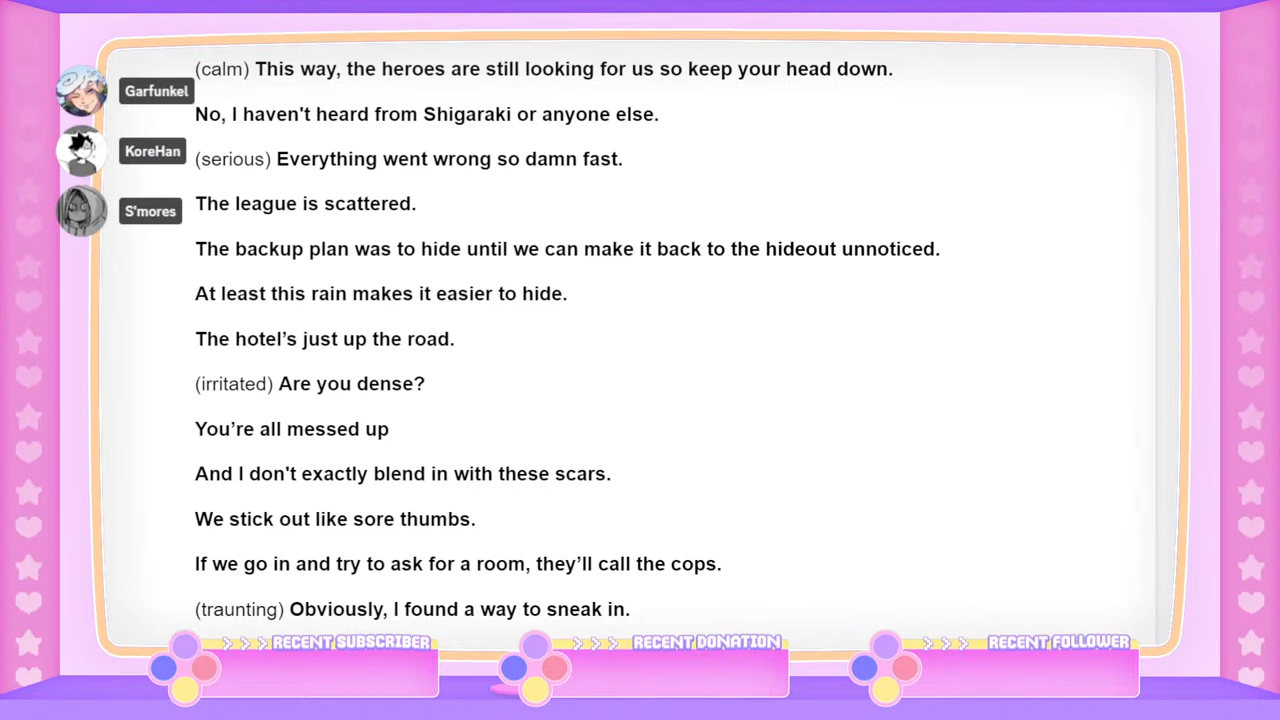 (calm) This way, the heroes are still looking for us so keep your head down.
Garfunkel
No, I haven't heard from Shigaraki or anyone else.
KoreHan
(serious) Everything went wrong so damn fast.
The league is scattered.
S'mores
The backup plan was to hide until we can make it back to the hideout unnoticed.
At least this rain makes it easier to hide.
The hotel’s just up the road.
(irritated) Are you dense?
You’re all messed up
And I don't exactly blend in with these scars.
We stick out like sore thumbs.
If we go in and try to ask for a room, they’ll call the cops.
(traunting) Obviously, I found a way to sneak in.
> > > RECENT SUBSCRIBER
> > > RECENT DONATION
> > > RECENT FOLLOWER